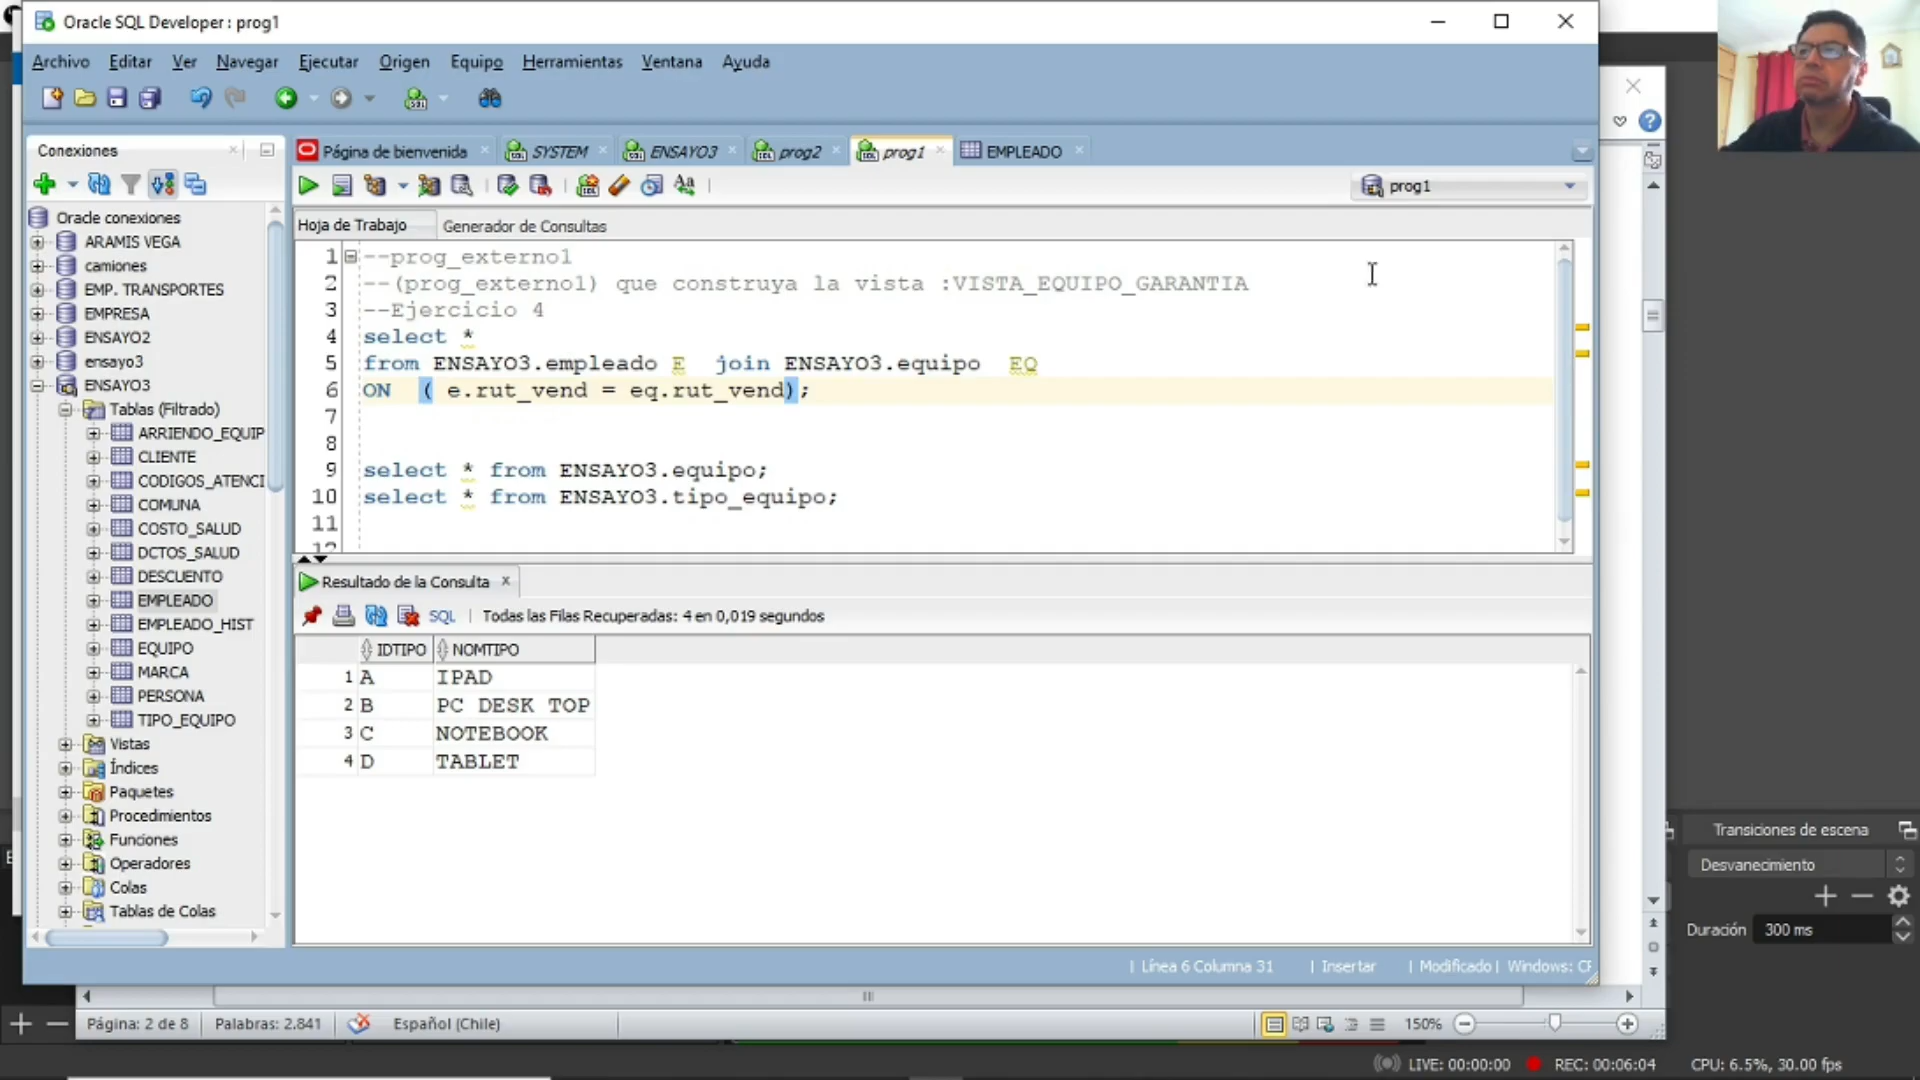 Oracle SQL Developer : prog1
Archivo Editar Ver Navegar Ejecutar Origen Equipo Herramientas Ventana Ayuda
Conexiones
Página de bienvenida SYSTEM ENSAYO3 prog2 prog1 EMPLEADO
prog1
Hoja de Trabajo Generador de Consultas
Oracle conexiones
ARAMIS VEGA
camiones
EMP. TRANSPORTES
EMPRESA
ENSAYO2
ensayo3
ENSAYO3
Tablas (Filtrado)
ARRIENDO_EQUIP
CLIENTE
CODIGOS_ATENCI
COMUNA
COSTO_SALUD
DCTOS_SALUD
DESCUENTO
EMPLEADO
EMPLEADO_HIST
EQUIPO
MARCA
PERSONA
TIPO_EQUIPO
Vistas
Índices
Paquetes
Procedimientos
Funciones
Operadores
Colas
Tablas de Colas
1 --prog_externo1
2 --(prog_externo1) que construya la vista :VISTA_EQUIPO_GARANTIA
3 --Ejercicio 4
4 select *
5 from ENSAYO3.empleado E join ENSAYO3.equipo EQ
6 ON ( e.rut_vend = eq.rut_vend);
7
8
9 select * from ENSAYO3.equipo;
10 select * from ENSAYO3.tipo_equipo;
11
12
Resultado de la Consulta
SQL | Todas las Filas Recuperadas: 4 en 0,019 segundos
IDTIPO NOMTIPO
1 A IPAD
2 B PC DESK TOP
3 C NOTEBOOK
4 D TABLET
| Línea 6 Columna 31 | Insertar | Modificado | Windows: CR
Página: 2 de 8 Palabras: 2.841 Español (Chile) 150%
Transiciones de escena
Desvanecimiento
Duración 300 ms
LIVE: 00:00:00 REC: 00:06:04 CPU: 6.5%, 30.00 fps